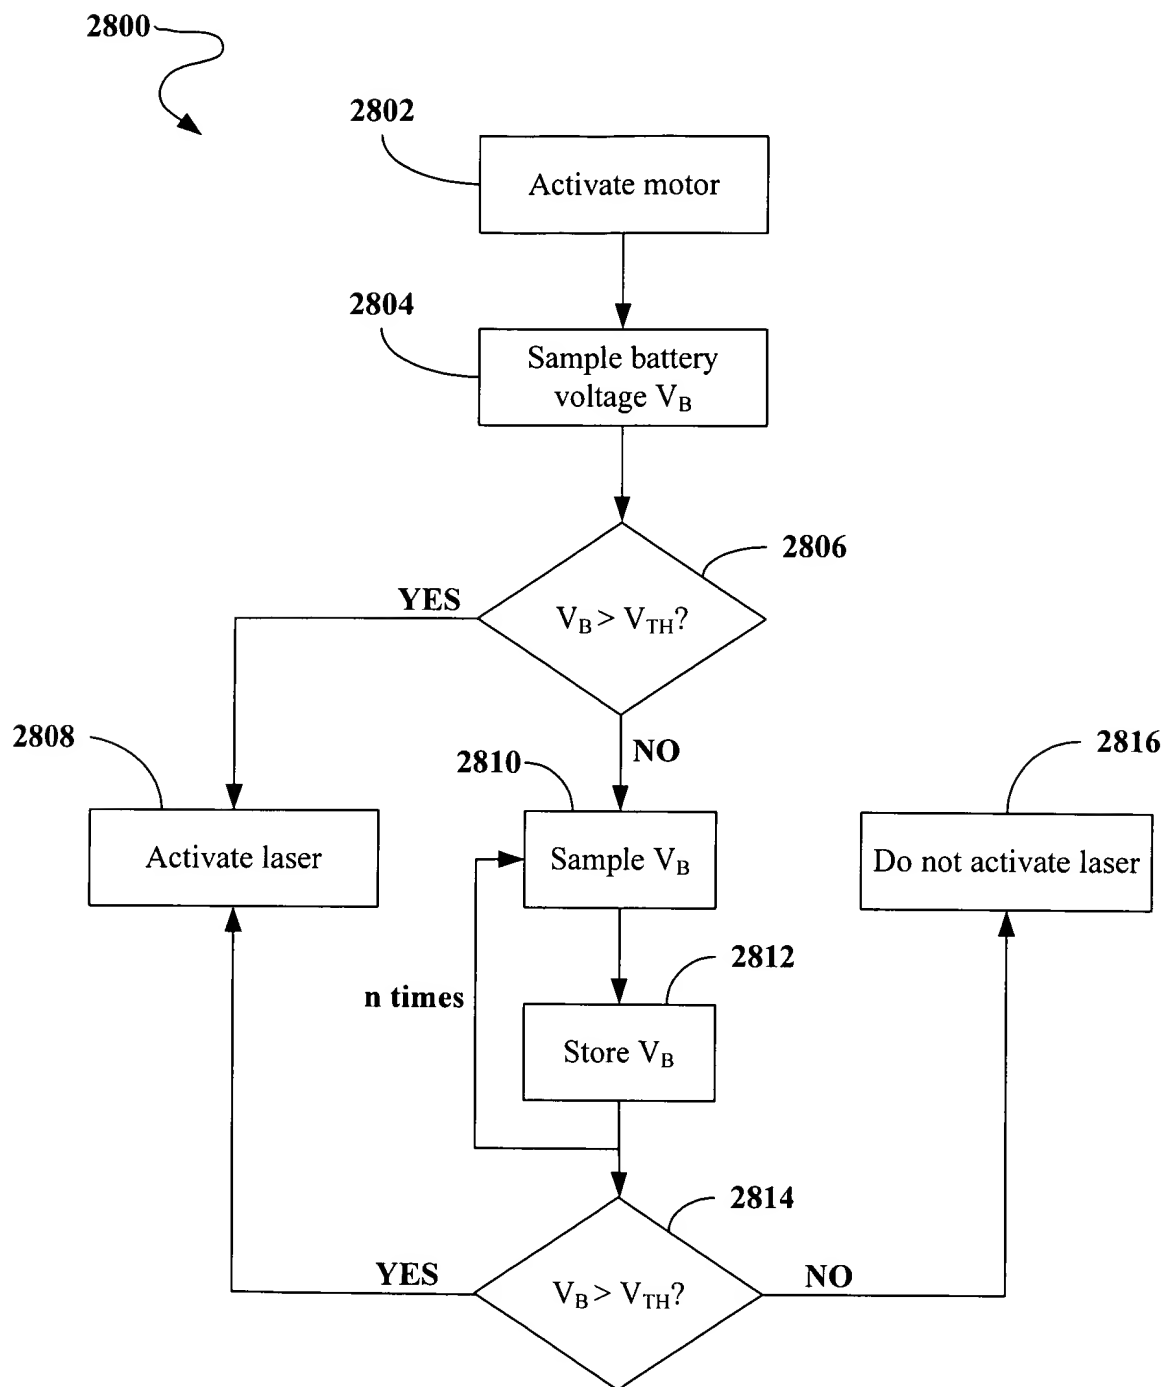 2800
2802
Activate motor
2804
Sample battery
voltage VB
2806
YES
VB > VTH?
2808
NO
2810
2816
Activate laser
Sample VB
Do not activate laser
2812
n times
Store VB
2814
YES
VB > VTH?
NO